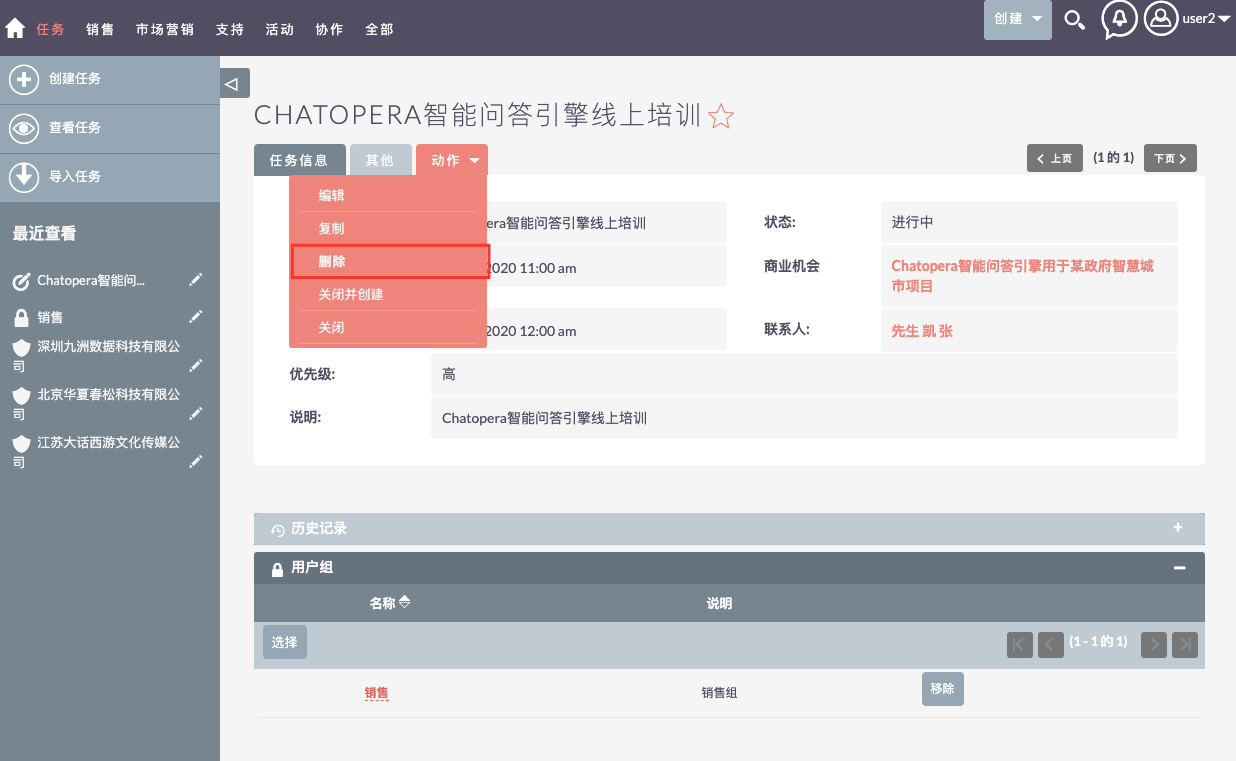 任务 销售 市场营销 支持 活动 协作 全部 创建 user2
创建任务
查看任务
导入任务
最近查看
Chatopera智能问...
销售
深圳九洲数据科技有限公
司
北京华夏春松科技有限公
司
江苏大话西游文化传媒公
司
CHATOPERA智能问答引擎线上培训
任务信息 其他 动作 上页 (1 的 1) 下页
编辑
复制
删除
关闭并创建
关闭
era智能问答引擎线上培训 状态: 进行中
2020 11:00 am 商业机会 Chatopera智能问答引擎用于某政府智慧城
市项目
2020 12:00 am 联系人: 先生 凯 张
优先级: 高
说明: Chatopera智能问答引擎线上培训
历史记录 +
用户组
名称 说明
选择 (1 - 1 的 1)
销售 销售组 移除